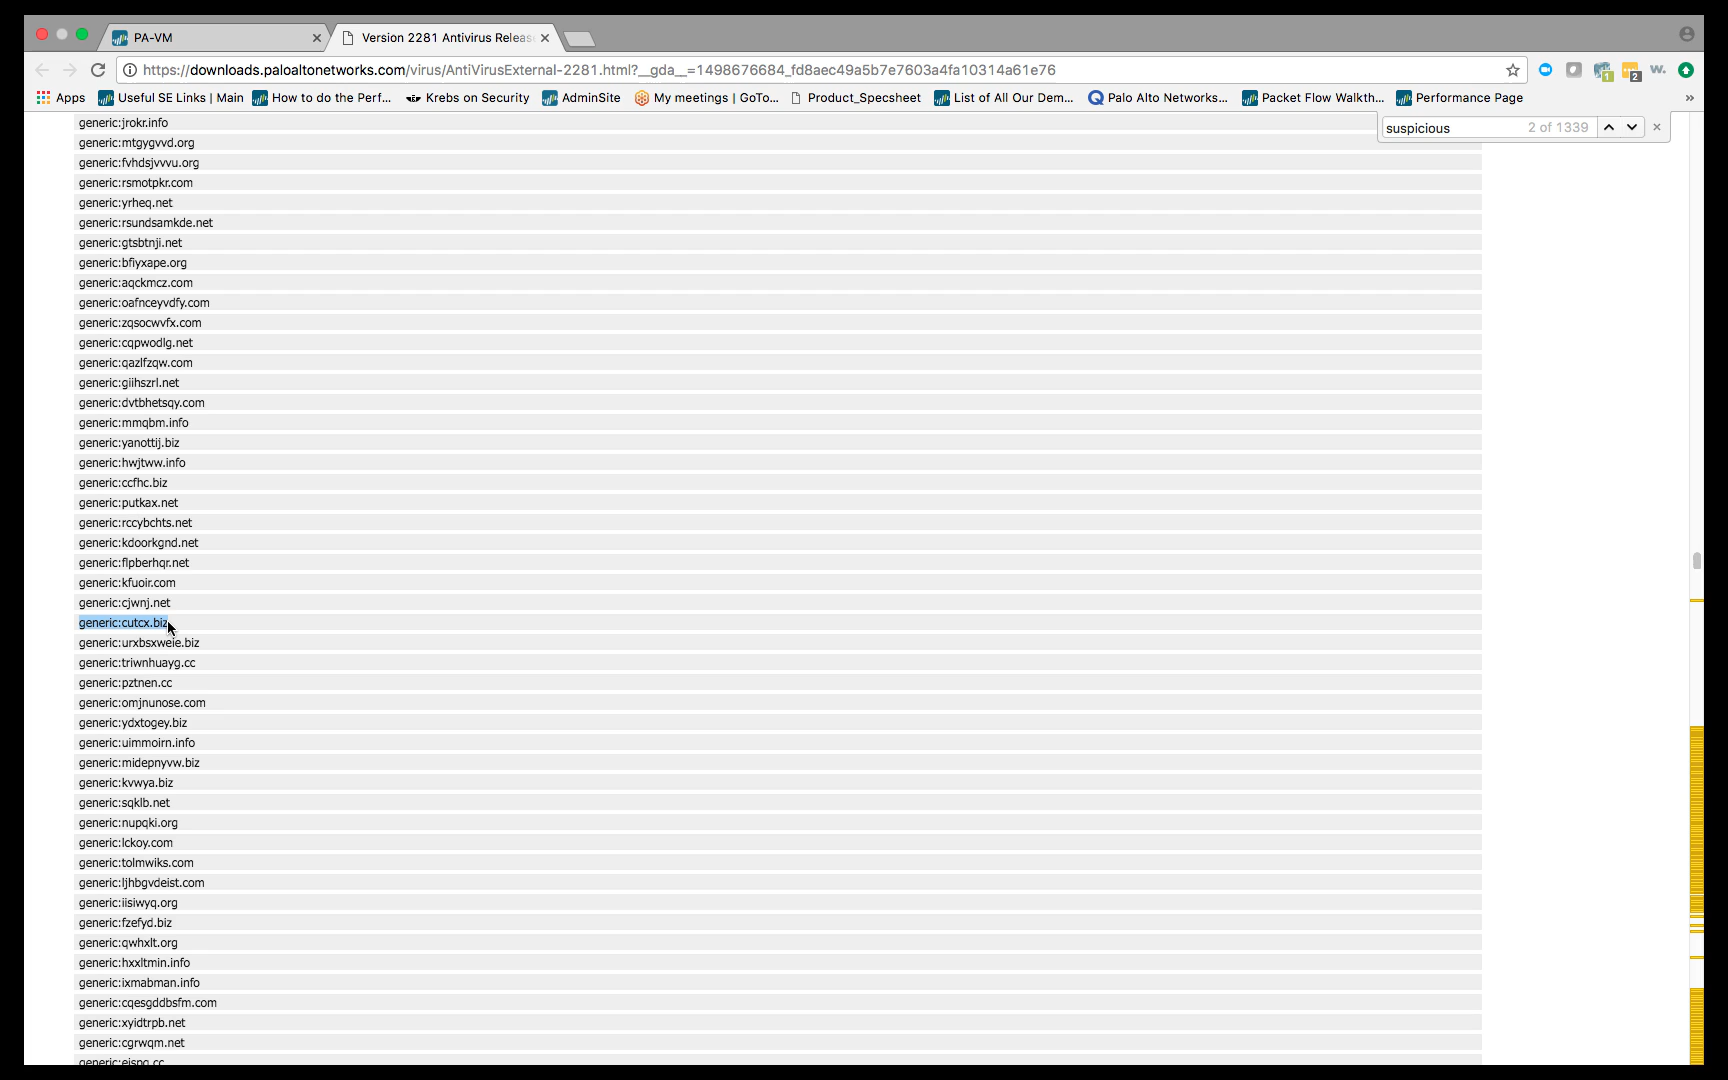 PA-VM
Version 2281 Antivirus Releas
https://downloads.paloaltonetworks.com/virus/AntiVirusExternal-2281.html?__gda__=1498676684_fd8aec49a5b7e7603a4fa10314a61e76
1
2
w.
Apps
Useful SE Links | Main
How to do the Perf...
Krebs on Security
AdminSite
My meetings | GoTo...
Product_Specsheet
List of All Our Dem...
Palo Alto Networks...
Packet Flow Walkth...
Performance Page
suspicious 2 of 1339
generic:jrokr.info
generic:mtgygvvd.org
generic:fvhdsjvvvu.org
generic:rsmotpkr.com
generic:yrheq.net
generic:rsundsamkde.net
generic:gtsbtnji.net
generic:bfiyxape.org
generic:aqckmcz.com
generic:oafnceyvdfy.com
generic:zqsocwvfx.com
generic:cqpwodlg.net
generic:qazlfzqw.com
generic:giihszrl.net
generic:dvtbhetsqy.com
generic:mmqbm.info
generic:yanottij.biz
generic:hwjtww.info
generic:ccfhc.biz
generic:putkax.net
generic:rccybchts.net
generic:kdoorkgnd.net
generic:flpberhqr.net
generic:kfuoir.com
generic:cjwnj.net
generic:cutcx.biz
generic:urxbsxweie.biz
generic:triwnhuayg.cc
generic:pztnen.cc
generic:omjnunose.com
generic:ydxtogey.biz
generic:uimmoirn.info
generic:midepnyvw.biz
generic:kvwya.biz
generic:sqklb.net
generic:nupqki.org
generic:lckoy.com
generic:tolmwiks.com
generic:ljhbgvdeist.com
generic:iisiwyq.org
generic:fzefyd.biz
generic:qwhxlt.org
generic:hxxltmin.info
generic:ixmabman.info
generic:cqesgddbsfm.com
generic:xyidtrpb.net
generic:cgrwqm.net